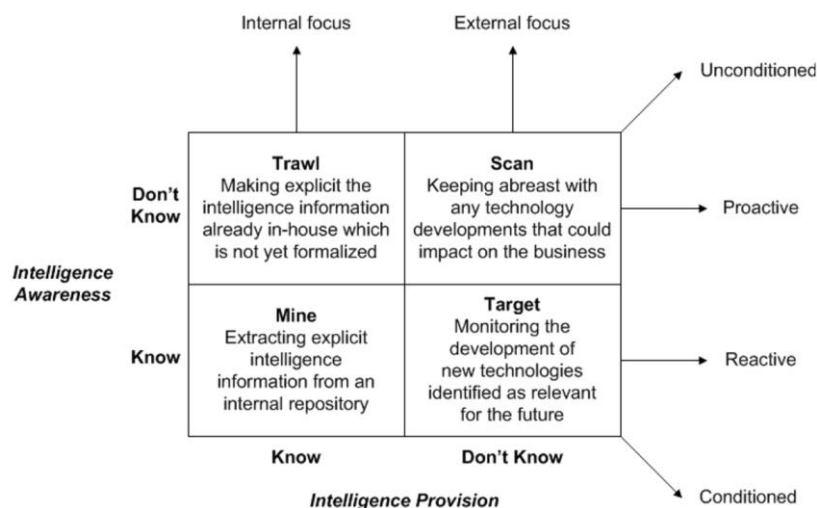 Internal focus
External focus
Unconditioned
Don't
Know
Trawl
Making explicit the
intelligence information
already in-house which
is not yet formalized
Scan
Keeping abreast with
any technology
developments that could
impact on the business
Proactive
Intelligence
Awareness
Know
Mine
Extracting explicit
intelligence
information from an
internal repository
Target
Monitoring the
development of
new technologies
identified as relevant
for the future
Reactive
Know
Don't Know
Conditioned
Intelligence Provision